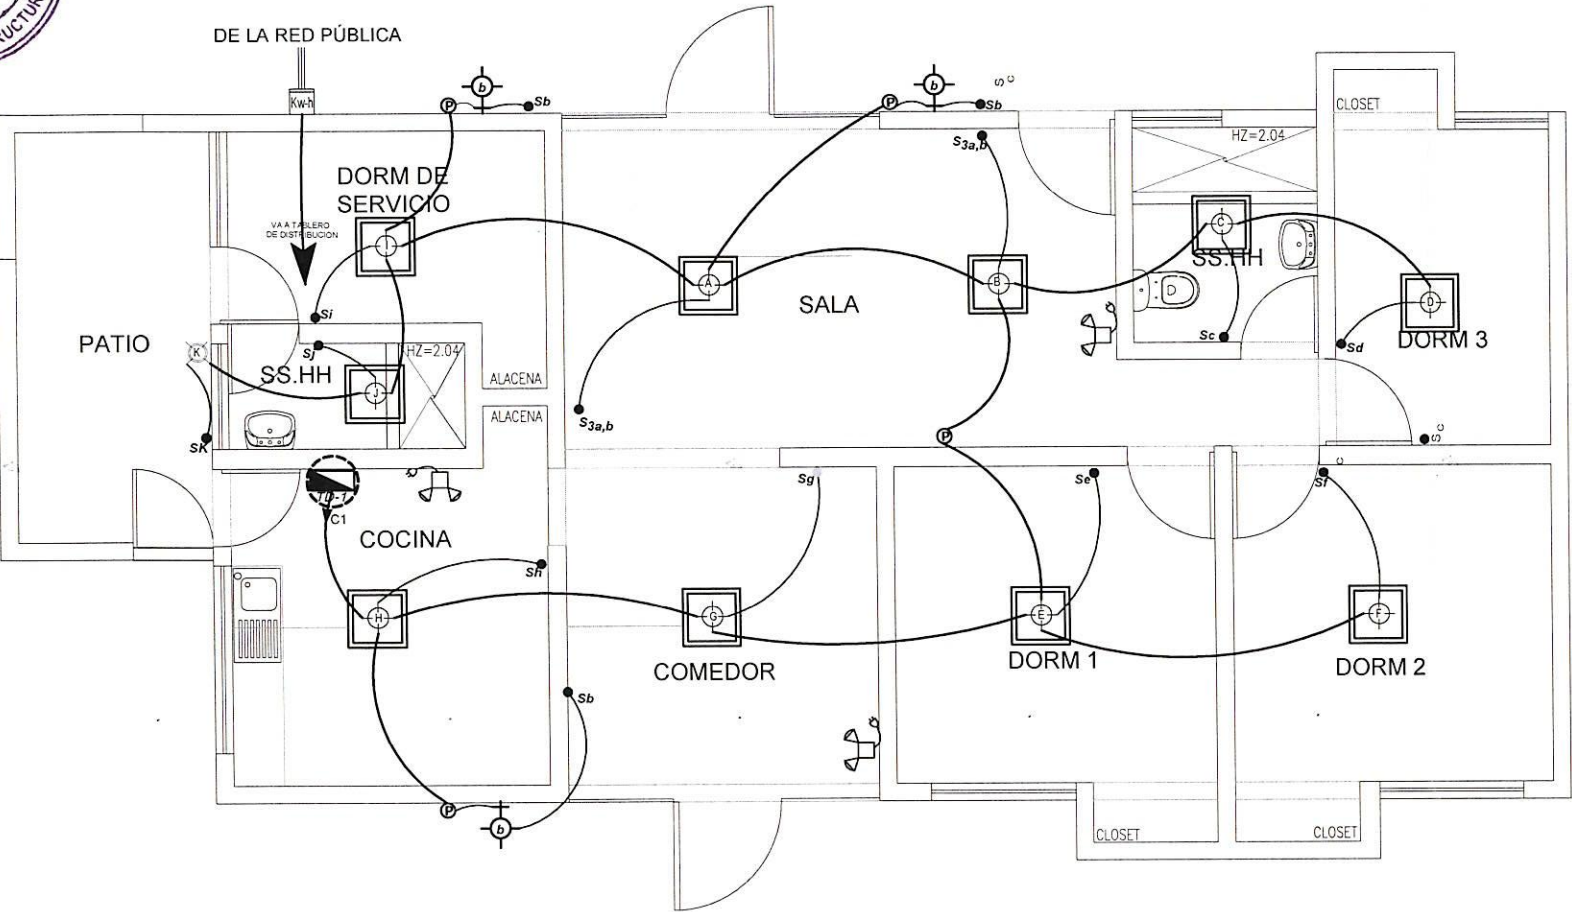 RUCTUR
DE LA RED PÚBLICA
Kw-h
P
b
Sb
P
b
Sb
S c
CLOSET
S3a,b
HZ=2.04
DORM DE
SERVICIO
VA A TABLERO
DE DISTRIBUCION
I
C
SS.HH
A
B
SALA
D
DORM 3
Si
PATIO
K
Sj
HZ=2.04
SS.HH
J
ALACENA
ALACENA
Sc
Sd
S3a,b
SK
P
S c
TD-1
C1
Sg
Se
c
Sf
COCINA
Sh
H
G
E
F
COMEDOR
DORM 1
DORM 2
Sb
P
b
CLOSET
CLOSET